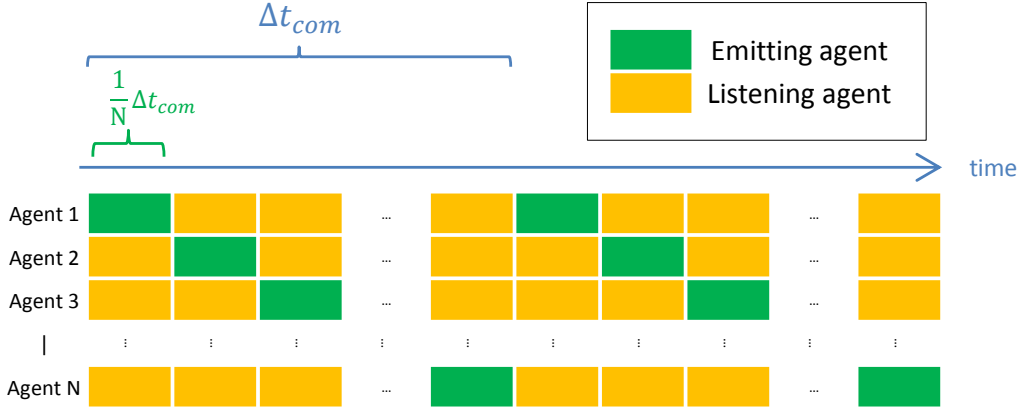 Δt_com
Emitting agent
Listening agent
1/N Δt_com
time
Agent 1 ... ...
Agent 2 ... ...
Agent 3 ... ...
| ⋮ ⋮ ⋮ ⋮ ⋮ ⋮ ⋮ ⋮ ⋮ ⋮
Agent N ... ...